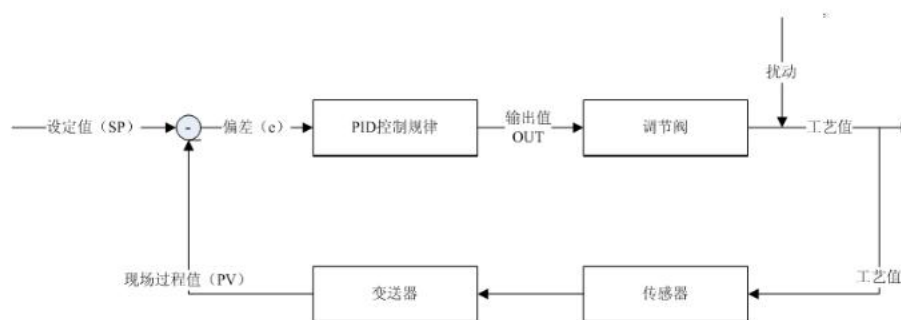 扰动
设定值（SP）
偏差（e）
PID控制规律
输出值
OUT
调节阀
工艺值
现场过程值（PV）
变送器
传感器
工艺值